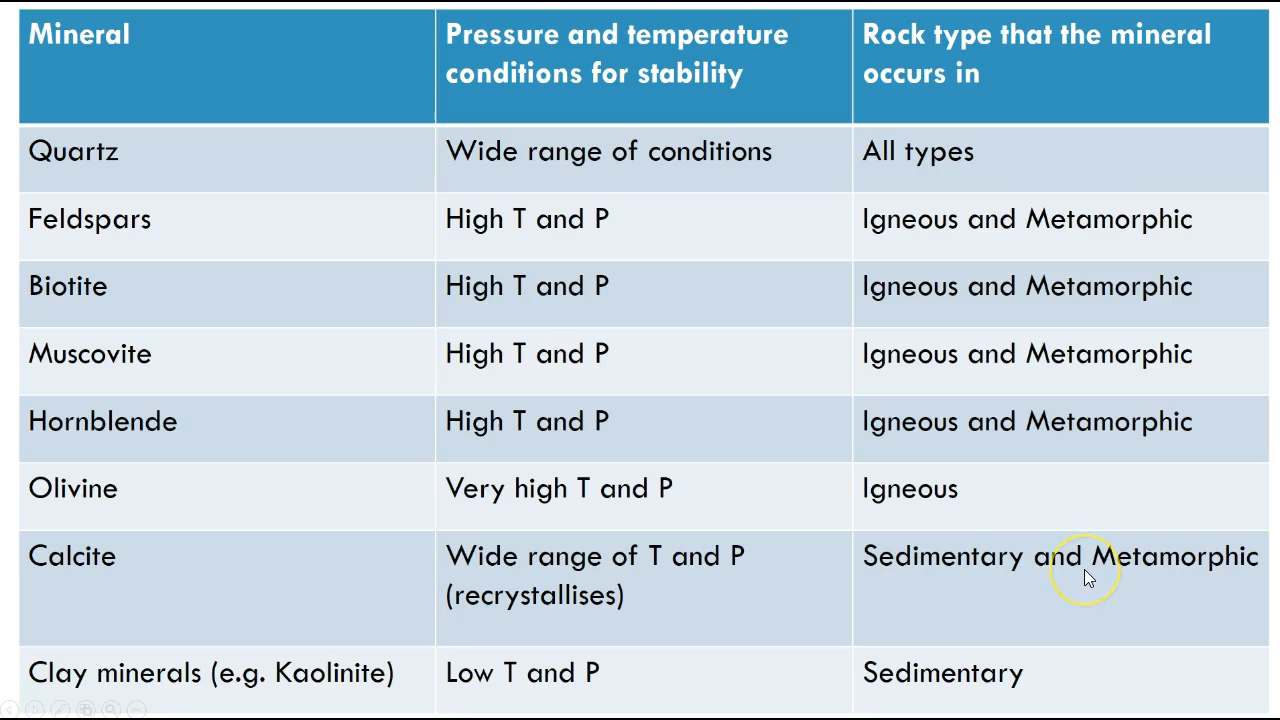 Mineral
Pressure and temperature
conditions for stability
Rock type that the mineral
occurs in
Quartz
Wide range of conditions
All types
Feldspars
High T and P
Igneous and Metamorphic
Biotite
High T and P
Igneous and Metamorphic
Muscovite
High T and P
Igneous and Metamorphic
Hornblende
High T and P
Igneous and Metamorphic
Olivine
Very high T and P
Igneous
Calcite
Wide range of T and P
(recrystallises)
Sedimentary and Metamorphic
Clay minerals (e.g. Kaolinite)
Low T and P
Sedimentary